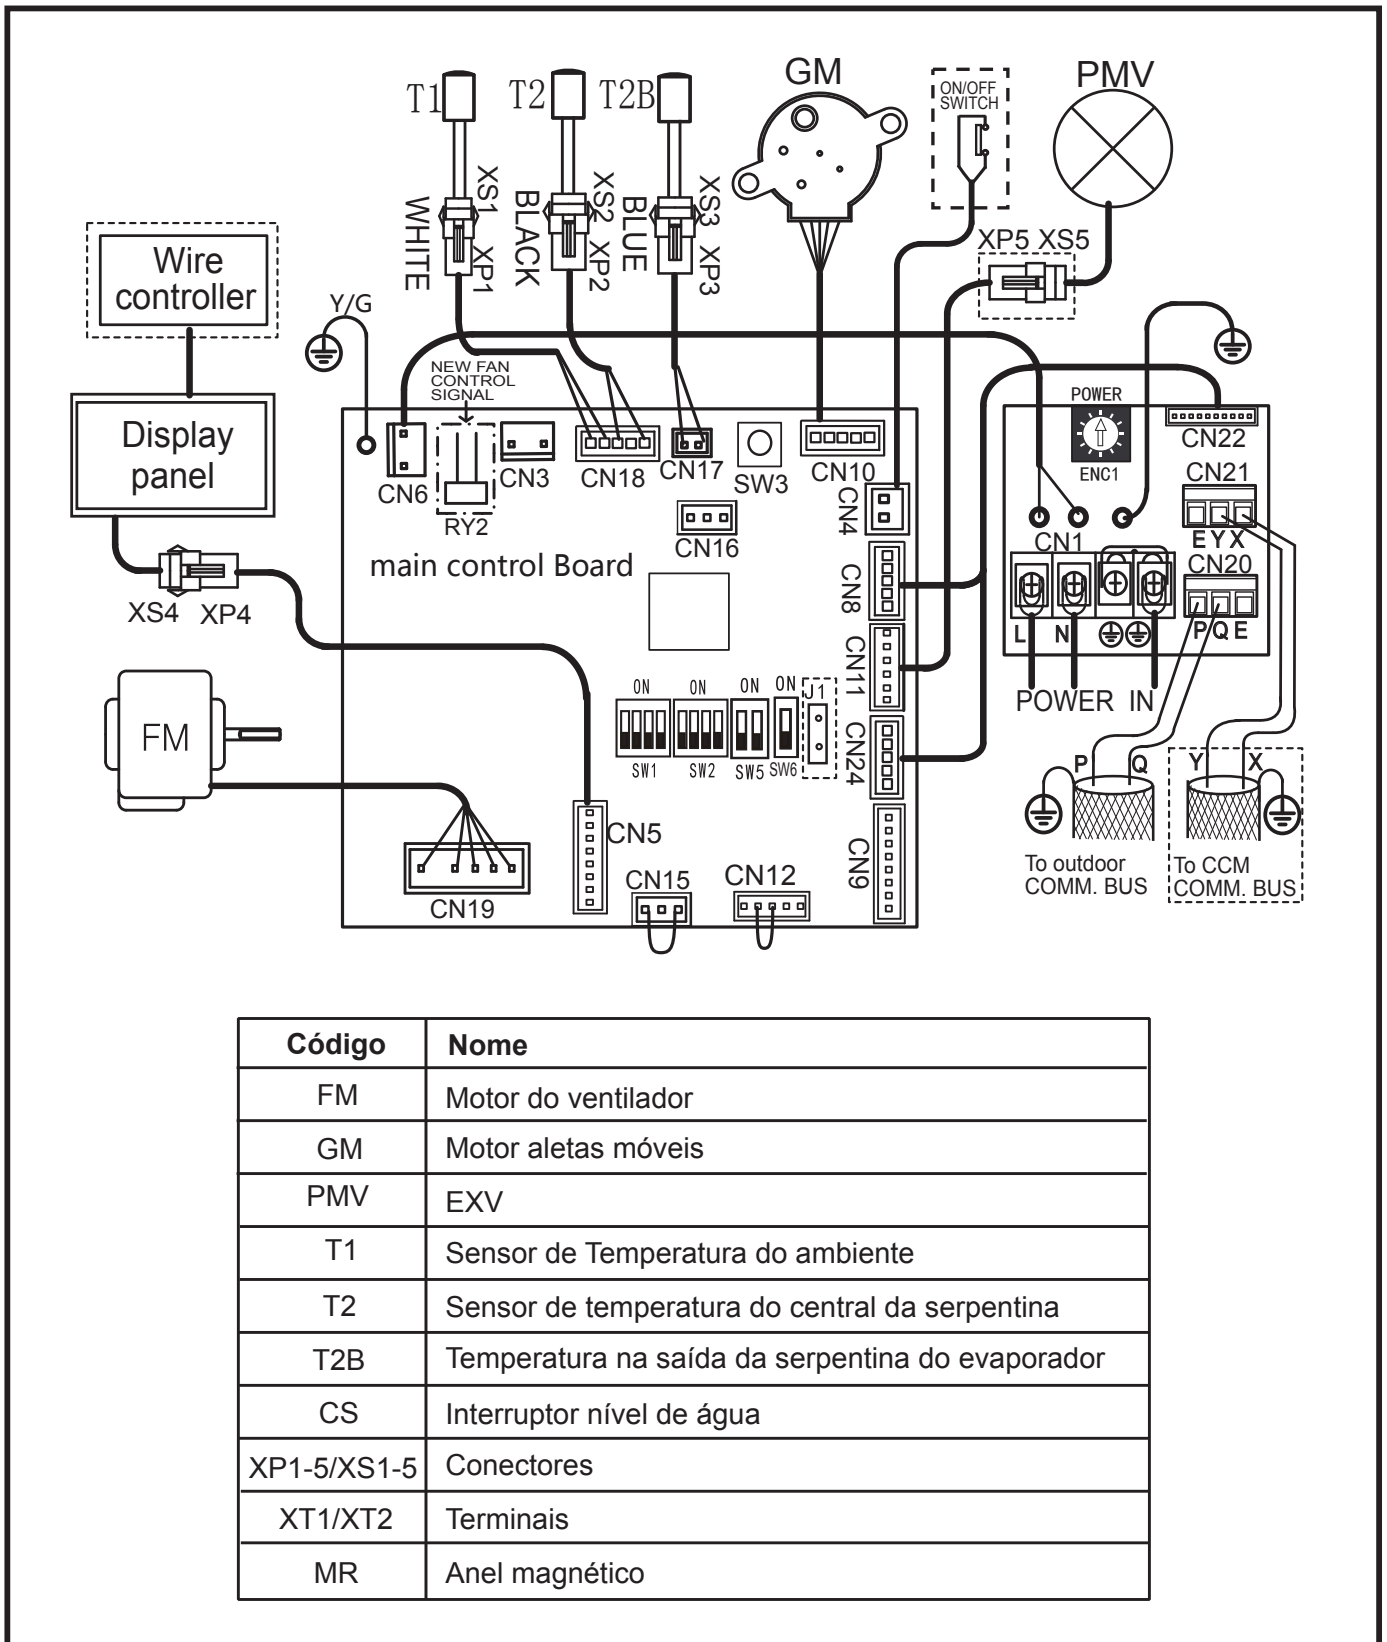 T1
T2
T2B
GM
ON/OFF
SWITCH
PMV
XS1
XP1
WHITE
XS2
XP2
BLACK
XS3
XP3
BLUE
XP5 XS5
Wire
controller
Y/G
NEW FAN
CONTROL
SIGNAL
Display
panel
XS4 XP4
FM
CN6
RY2
CN3
CN18
CN17
SW3
CN10
CN4
CN16
main control Board
CN8
CN11
CN24
CN9
ON
ON
ON
ON
J1
SW1
SW2
SW5
SW6
CN5
CN19
CN15
CN12
POWER
ENC1
CN22
CN21
E Y X
CN1
CN20
P Q E
L
N
POWER IN
P
Q
Y
X
To outdoor
COMM. BUS
To CCM
COMM. BUS
Código Nome
FM Motor do ventilador
GM Motor aletas móveis
PMV EXV
T1 Sensor de Temperatura do ambiente
T2 Sensor de temperatura do central da serpentina
T2B Temperatura na saída da serpentina do evaporador
CS Interruptor nível de água
XP1-5/XS1-5 Conectores
XT1/XT2 Terminais
MR Anel magnético